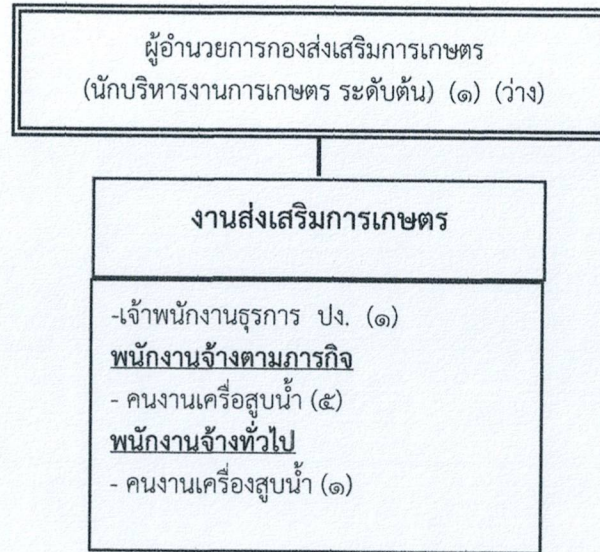 ผู้อำนวยการกองส่งเสริมการเกษตร
(นักบริหารงานการเกษตร ระดับต้น) (๑) (ว่าง)
งานส่งเสริมการเกษตร
-เจ้าพนักงานธุรการ ปง. (๑)
พนักงานจ้างตามภารกิจ
- คนงานเครื่อสูบน้ำ (๕)
พนักงานจ้างทั่วไป
- คนงานเครื่องสูบน้ำ (๑)